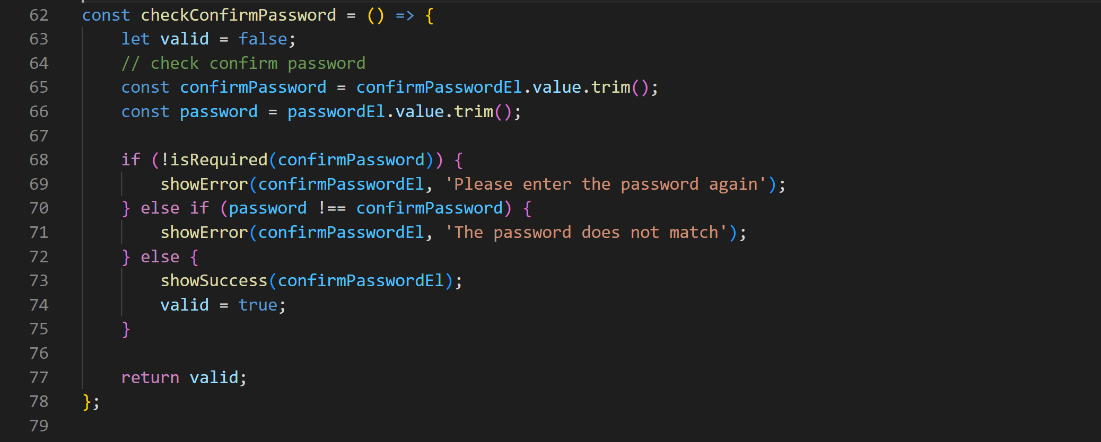 62 const checkConfirmPassword = () => {
63     let valid = false;
64     // check confirm password
65     const confirmPassword = confirmPasswordEl.value.trim();
66     const password = passwordEl.value.trim();
67
68     if (!isRequired(confirmPassword)) {
69         showError(confirmPasswordEl, 'Please enter the password again');
70     } else if (password !== confirmPassword) {
71         showError(confirmPasswordEl, 'The password does not match');
72     } else {
73         showSuccess(confirmPasswordEl);
74         valid = true;
75     }
76
77     return valid;
78 };
79